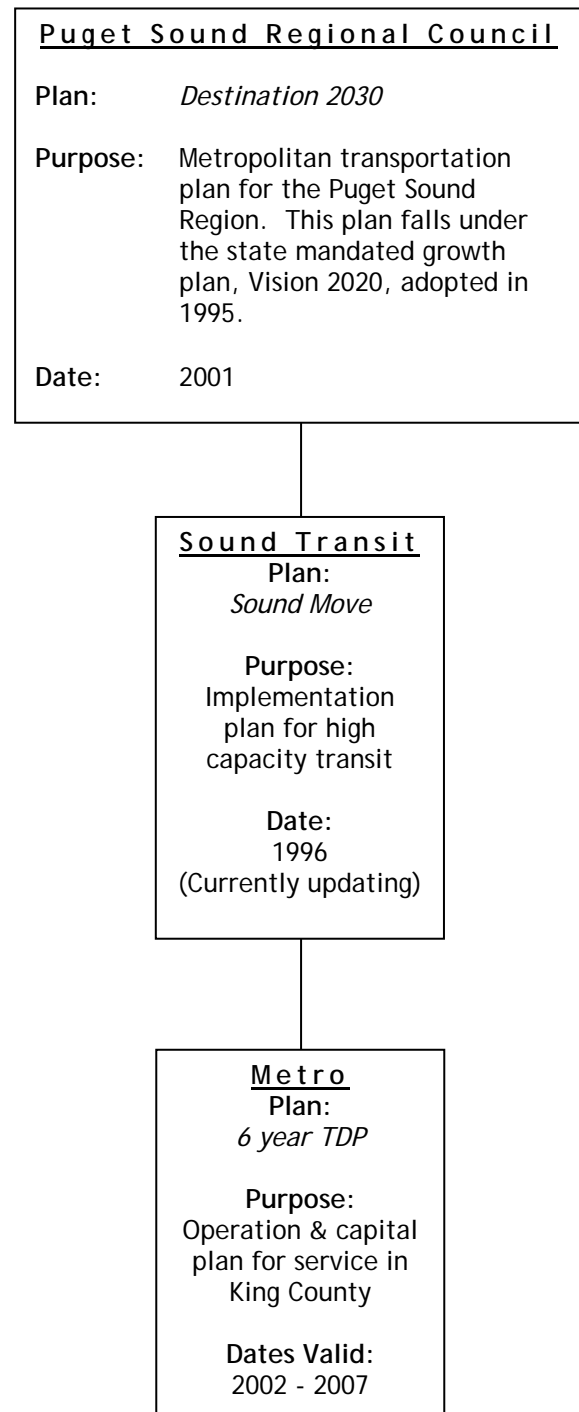 Puget Sound Regional Council
Plan: Destination 2030
Purpose: Metropolitan transportation
plan for the Puget Sound
Region. This plan falls under
the state mandated growth
plan, Vision 2020, adopted in
1995.
Date: 2001
Sound Transit
Plan:
Sound Move
Purpose:
Implementation
plan for high
capacity transit
Date:
1996
(Currently updating)
Metro
Plan:
6 year TDP
Purpose:
Operation & capital
plan for service in
King County
Dates Valid:
2002 - 2007